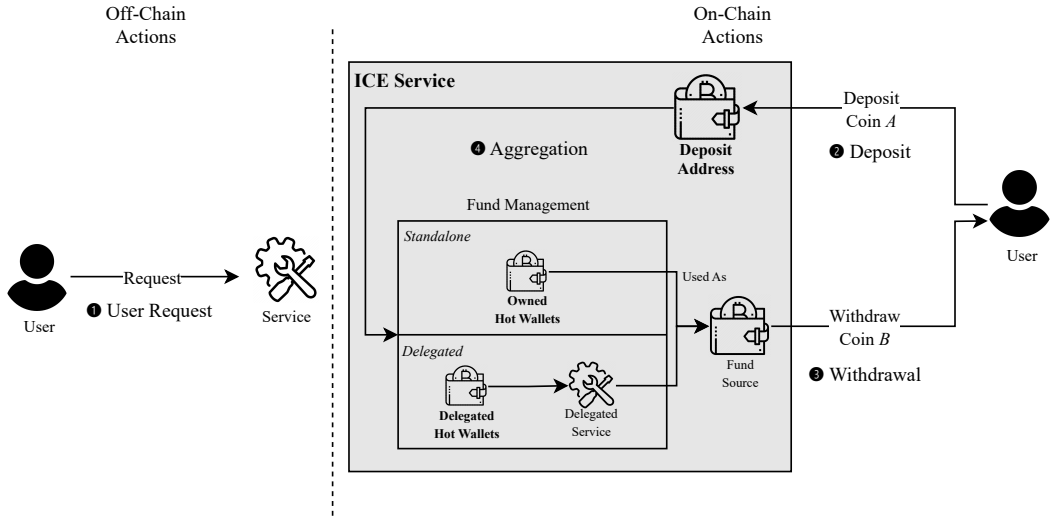 Off-Chain
Actions
On-Chain
Actions
ICE Service
Deposit
Address
Deposit
Coin A
❷ Deposit
❹ Aggregation
Fund Management
Standalone
Owned
Hot Wallets
Used As
Delegated
Delegated
Hot Wallets
Delegated
Service
Fund
Source
Withdraw
Coin B
❸ Withdrawal
User
User
Request
❶ User Request
Service